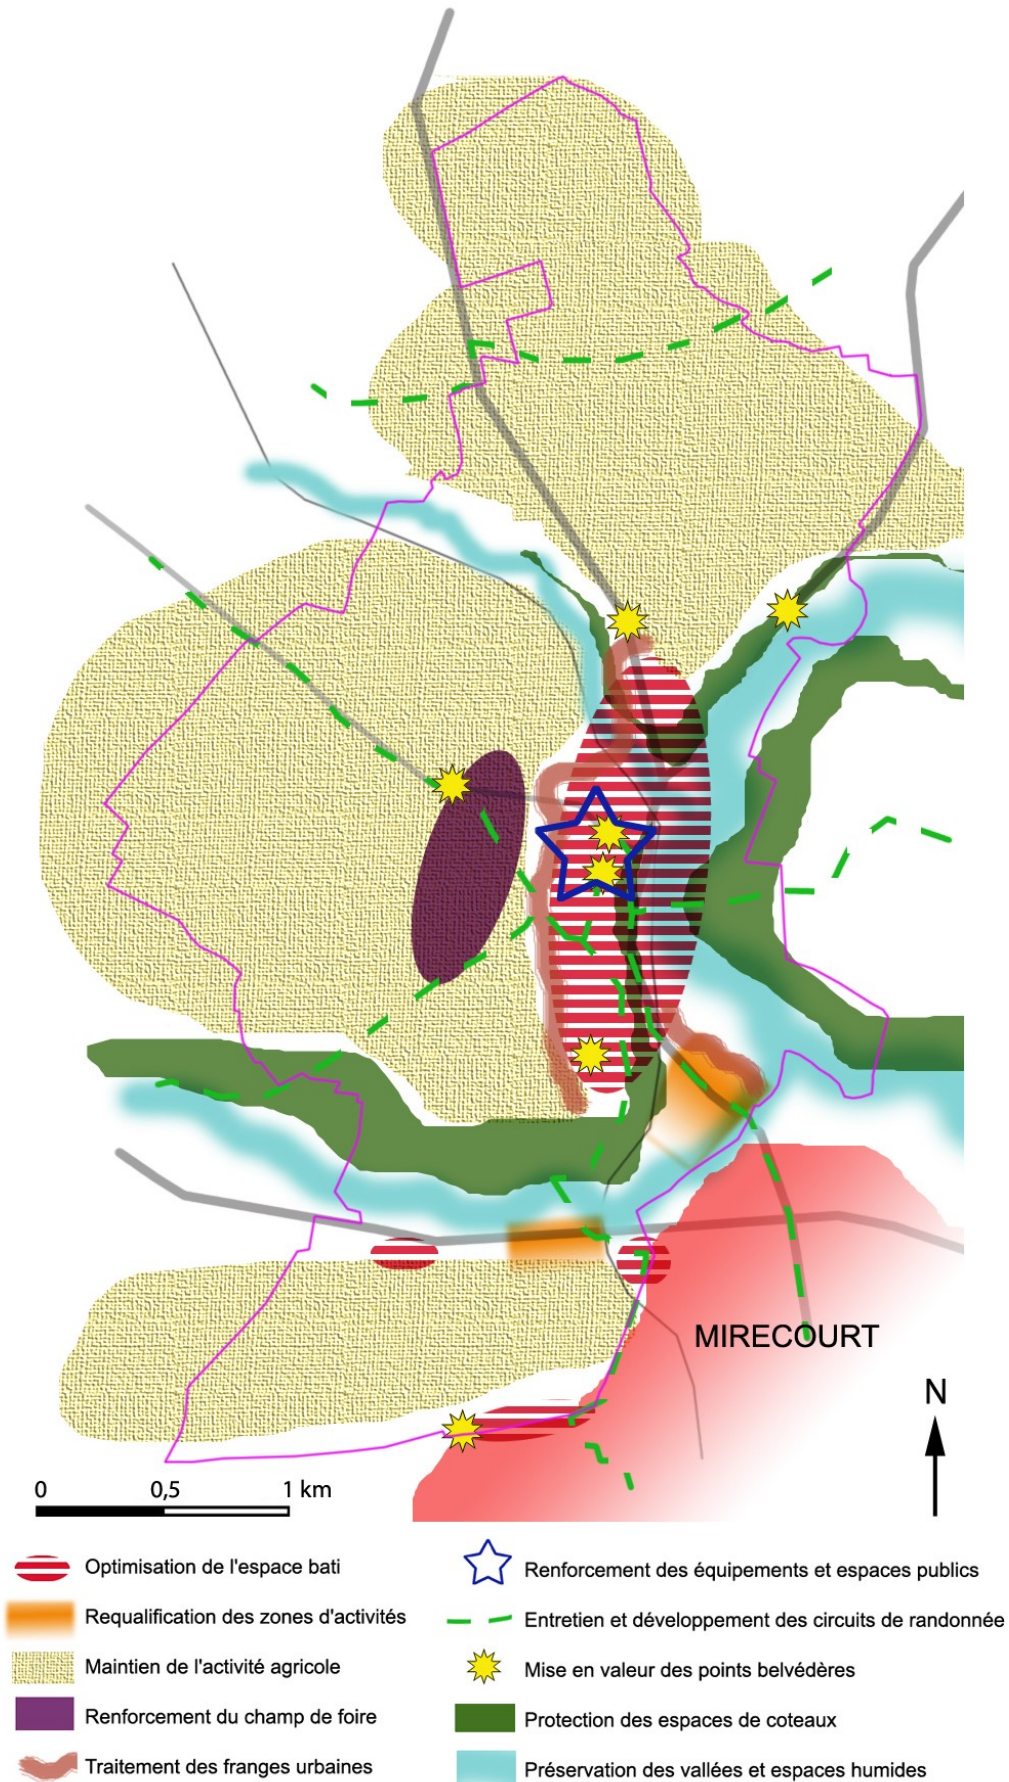 MIRECOURT
N
0 0,5 1 km
Optimisation de l'espace bati
Renforcement des équipements et espaces publics
Requalification des zones d'activités
Entretien et développement des circuits de randonnée
Maintien de l'activité agricole
Mise en valeur des points belvédères
Renforcement du champ de foire
Protection des espaces de coteaux
Traitement des franges urbaines
Préservation des vallées et espaces humides